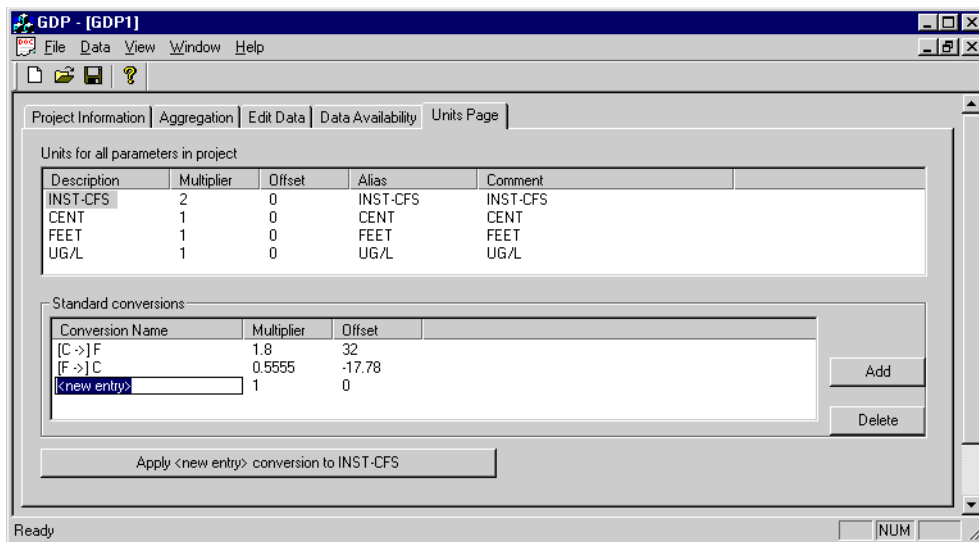 GDP - [GDP1]
File Data View Window Help
Project Information Aggregation Edit Data Data Availability Units Page
Units for all parameters in project
Description Multiplier Offset Alias Comment
INST-CFS 2 0 INST-CFS INST-CFS
CENT 1 0 CENT CENT
FEET 1 0 FEET FEET
UG/L 1 0 UG/L UG/L
Standard conversions
Conversion Name Multiplier Offset
[C ->] F 1.8 32
[F ->] C 0.5555 -17.78
<new entry> 1 0
Add
Delete
Apply <new entry> conversion to INST-CFS
Ready NUM